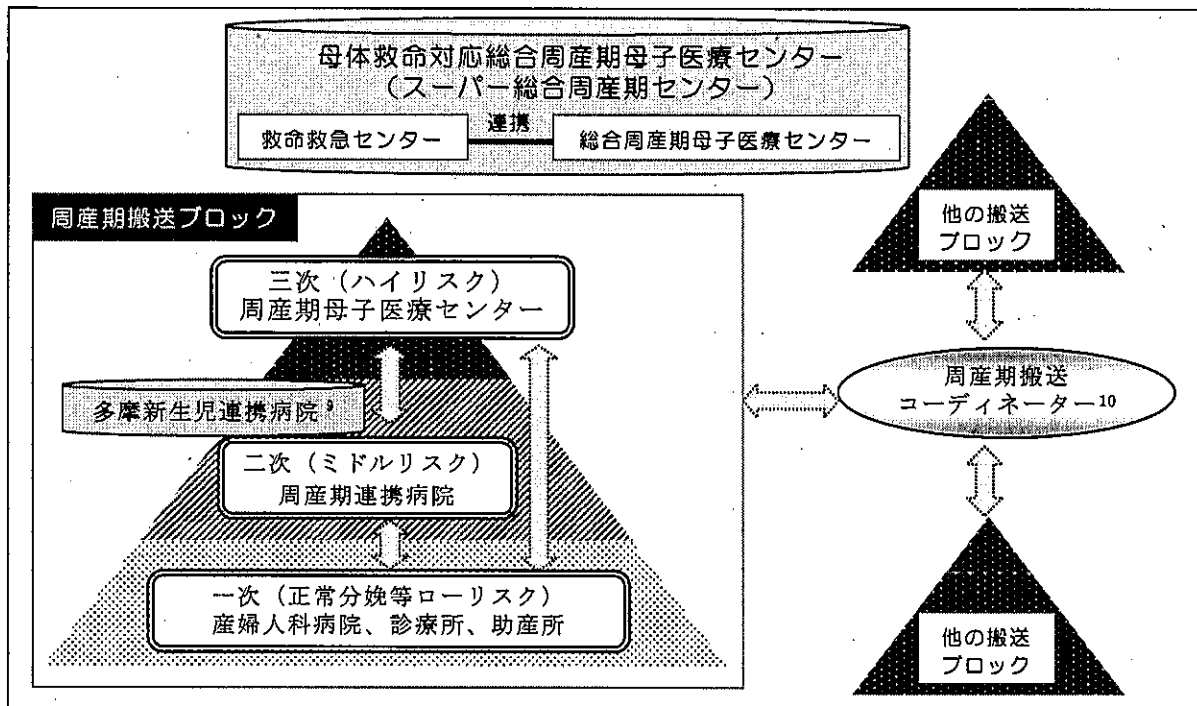 母体救命対応総合周産期母子医療センター
（スーパー総合周産期センター）
救命救急センター
連携
総合周産期母子医療センター
周産期搬送ブロック
三次（ハイリスク）
周産期母子医療センター
多摩新生児連携病院9
二次（ミドルリスク）
周産期連携病院
一次（正常分娩等ローリスク）
産婦人科病院、診療所、助産所
他の搬送
ブロック
周産期搬送
コーディネーター10
他の搬送
ブロック